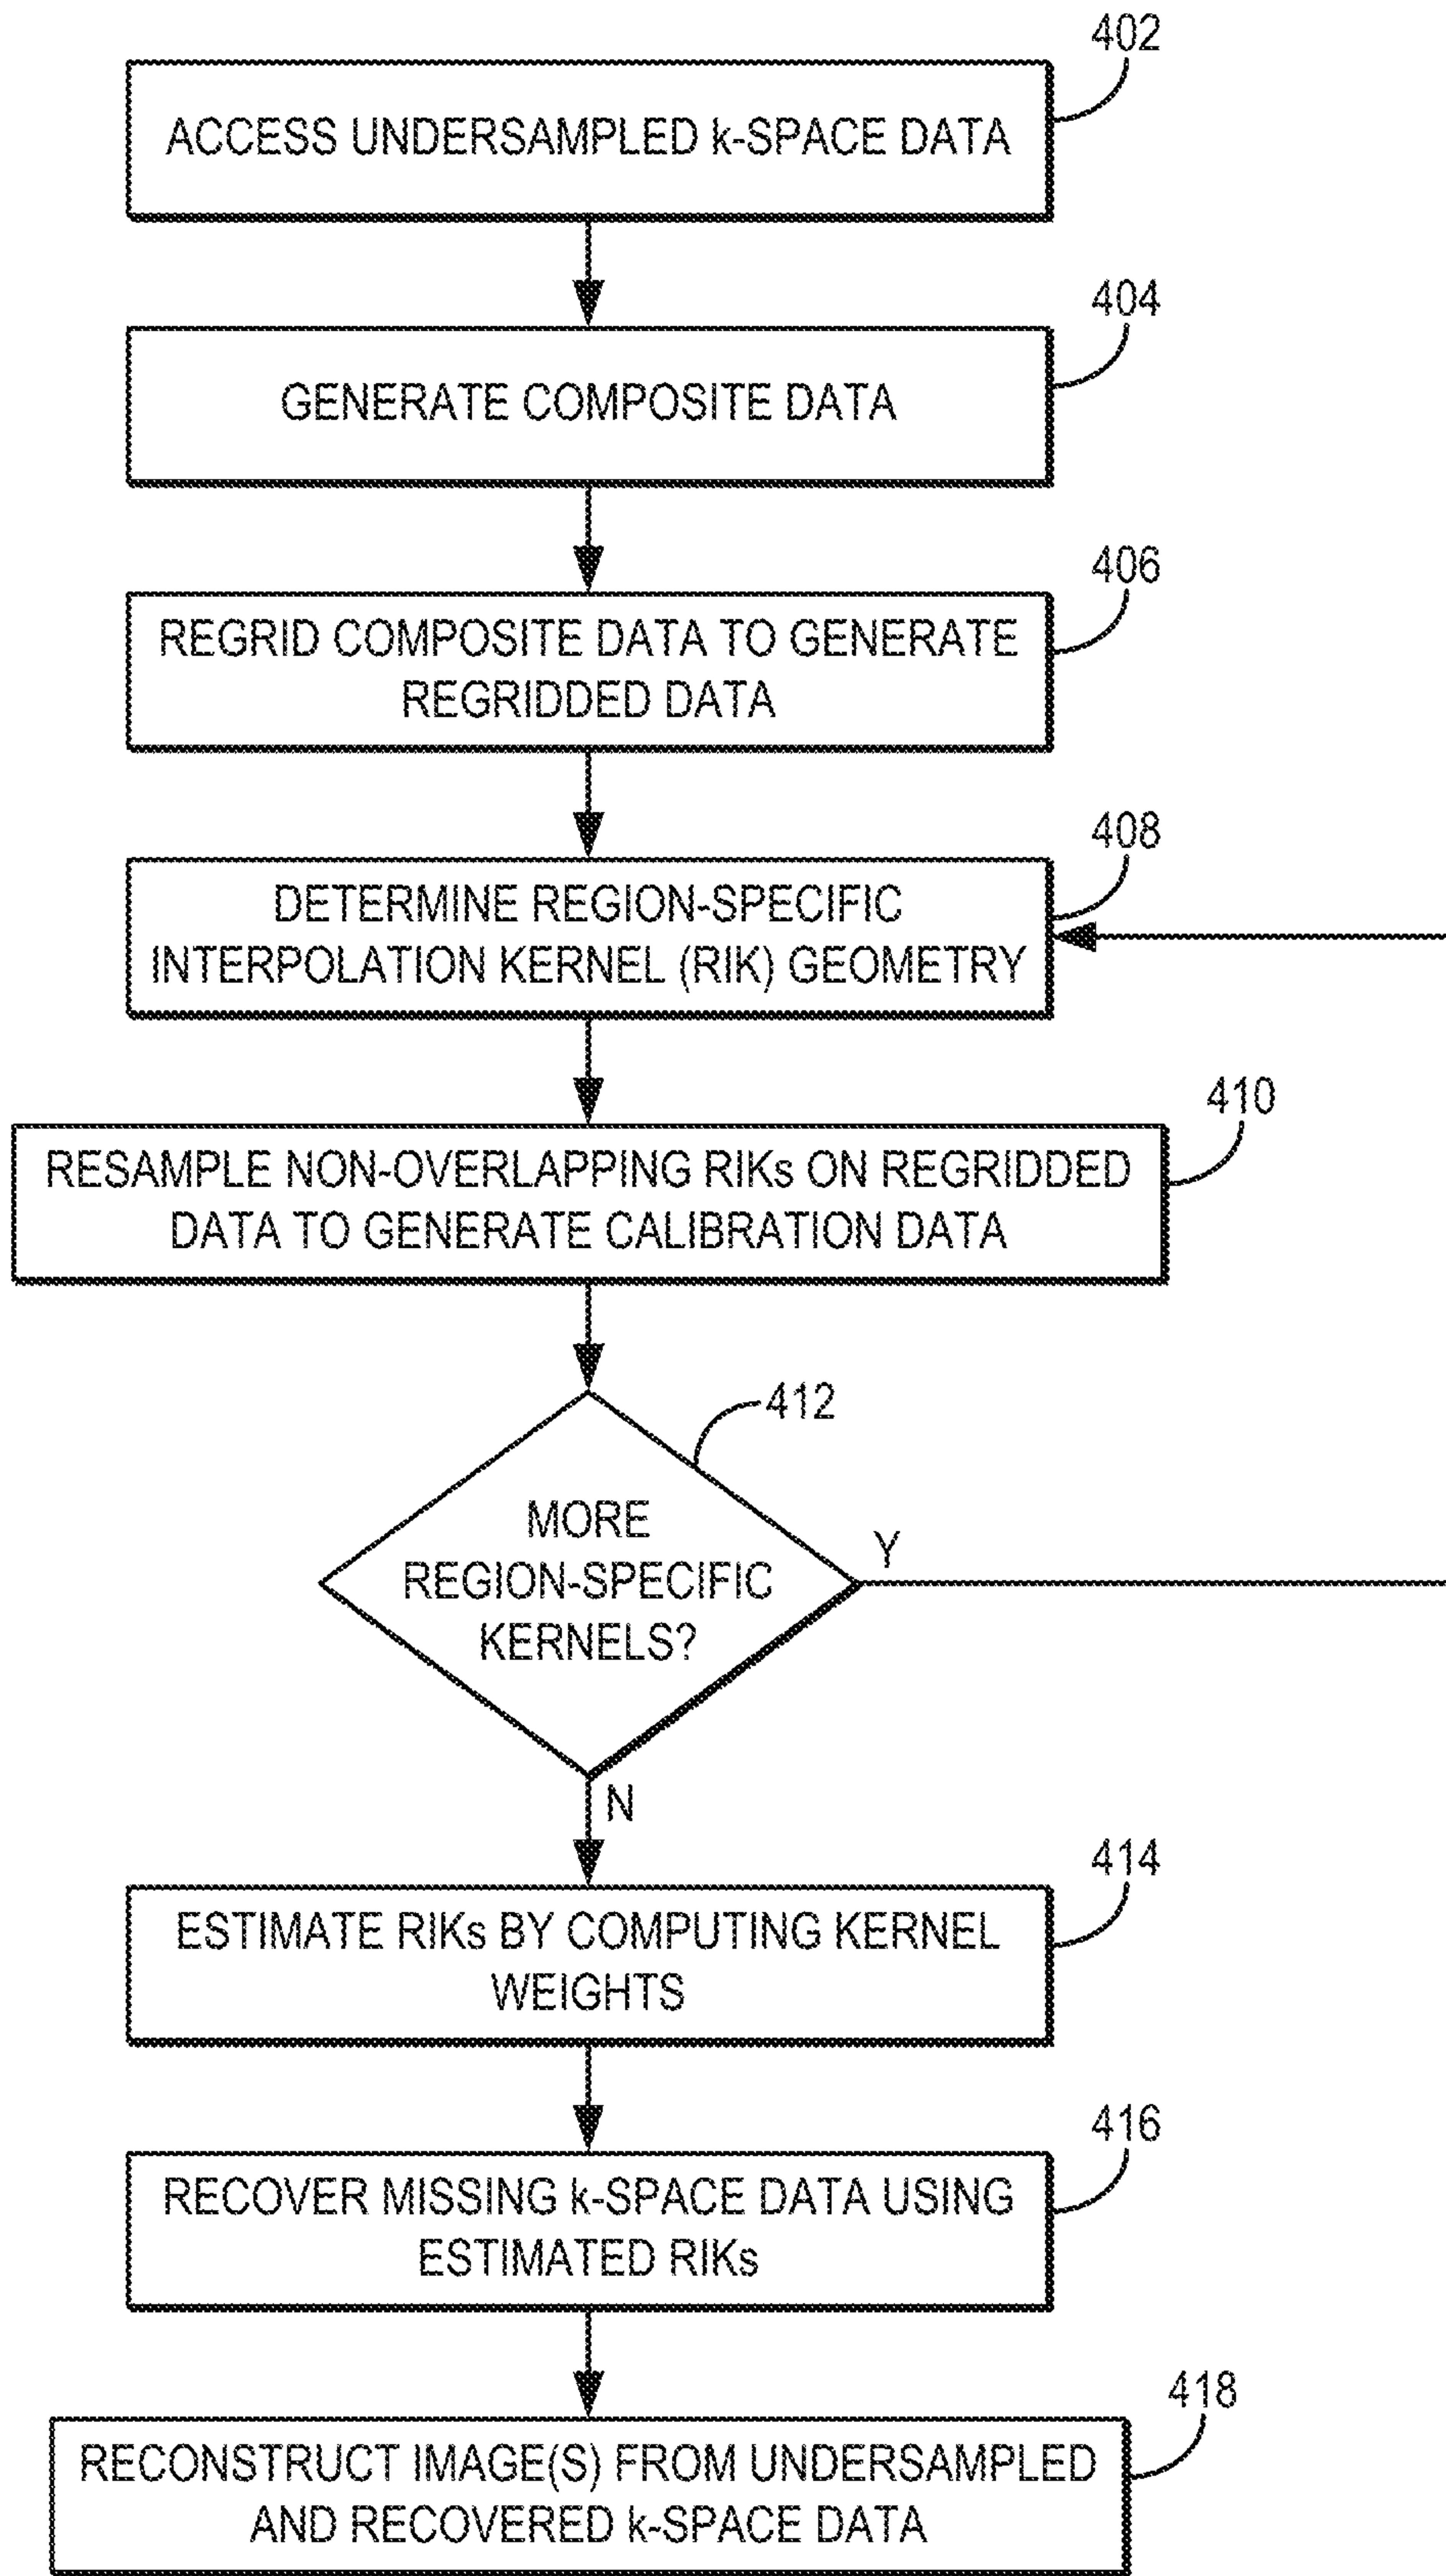 402
ACCESS UNDERSAMPLED k-SPACE DATA
404
GENERATE COMPOSITE DATA
406
REGRID COMPOSITE DATA TO GENERATE
REGRIDDED DATA
408
DETERMINE REGION-SPECIFIC
INTERPOLATION KERNEL (RIK) GEOMETRY
410
RESAMPLE NON-OVERLAPPING RIKs ON REGRIDDED
DATA TO GENERATE CALIBRATION DATA
412
MORE
REGION-SPECIFIC
KERNELS?
Y
N
414
ESTIMATE RIKs BY COMPUTING KERNEL
WEIGHTS
416
RECOVER MISSING k-SPACE DATA USING
ESTIMATED RIKs
418
RECONSTRUCT IMAGE(S) FROM UNDERSAMPLED
AND RECOVERED k-SPACE DATA